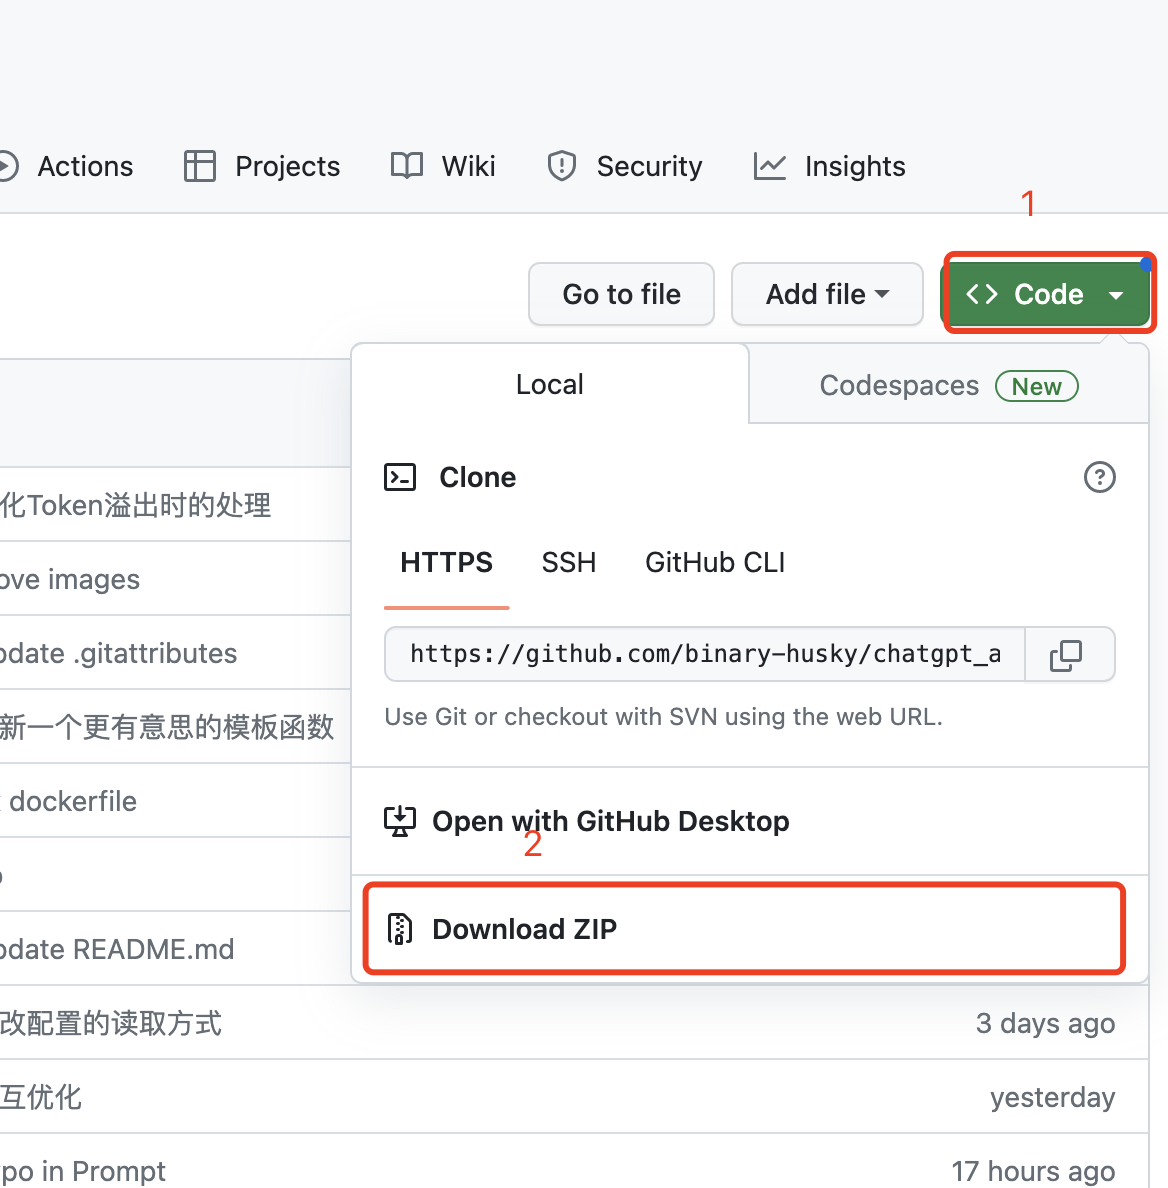 Actions Projects Wiki Security Insights
1
Go to file Add file <> Code
Local Codespaces New
Clone
HTTPS SSH GitHub CLI
https://github.com/binary-husky/chatgpt_a
Use Git or checkout with SVN using the web URL.
Open with GitHub Desktop
2
Download ZIP
化Token溢出时的处理
ove images
pdate .gitattributes
新一个更有意思的模板函数
dockerfile
pdate README.md
改配置的读取方式 3 days ago
互优化 yesterday
po in Prompt 17 hours ago